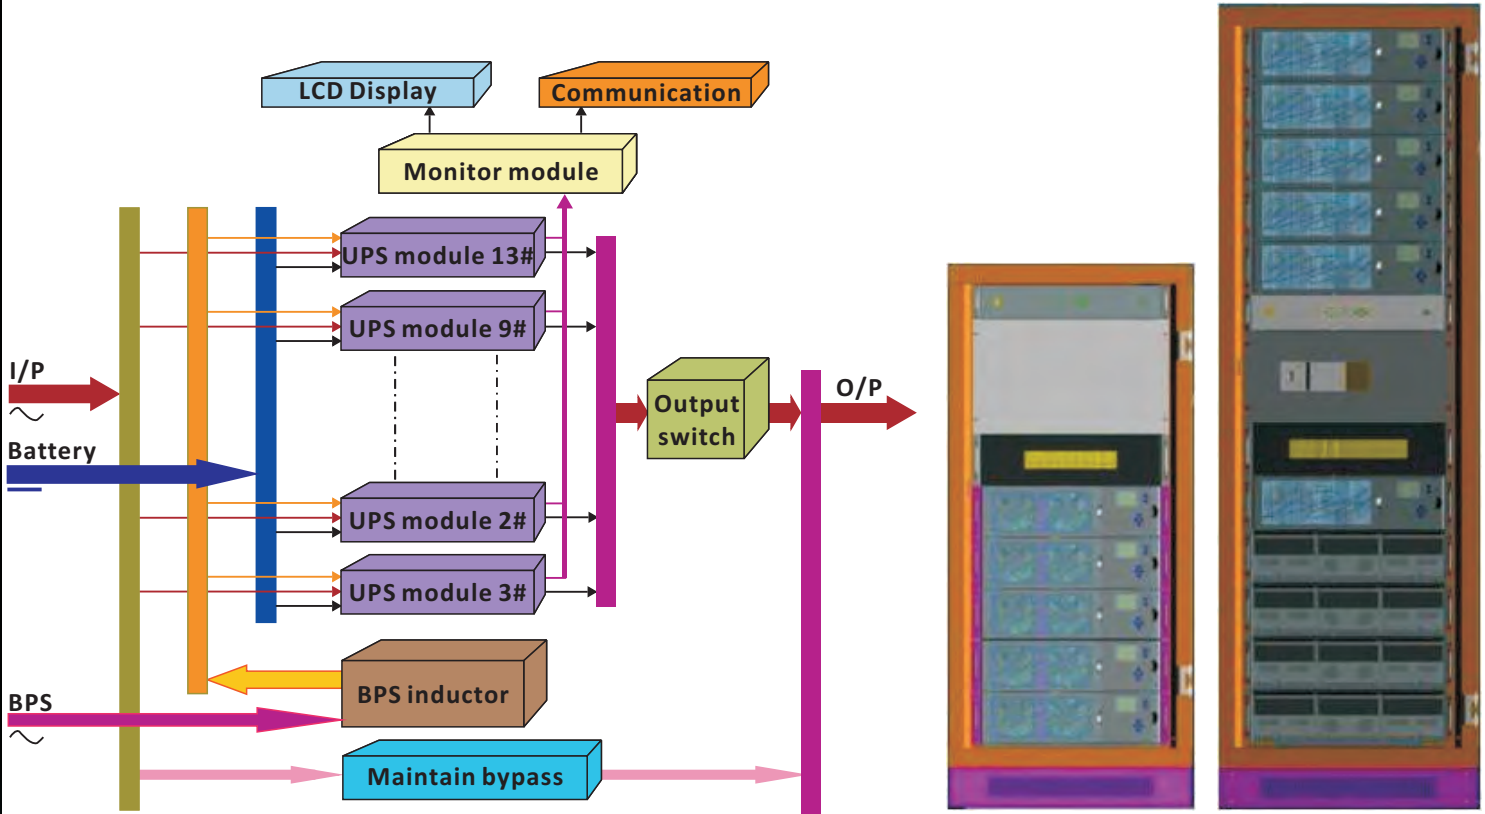 LCD Display
Communication
Monitor module
UPS module 13#
UPS module 9#
I/P
Output
switch
O/P
Battery
UPS module 2#
UPS module 3#
BPS inductor
BPS
Maintain bypass